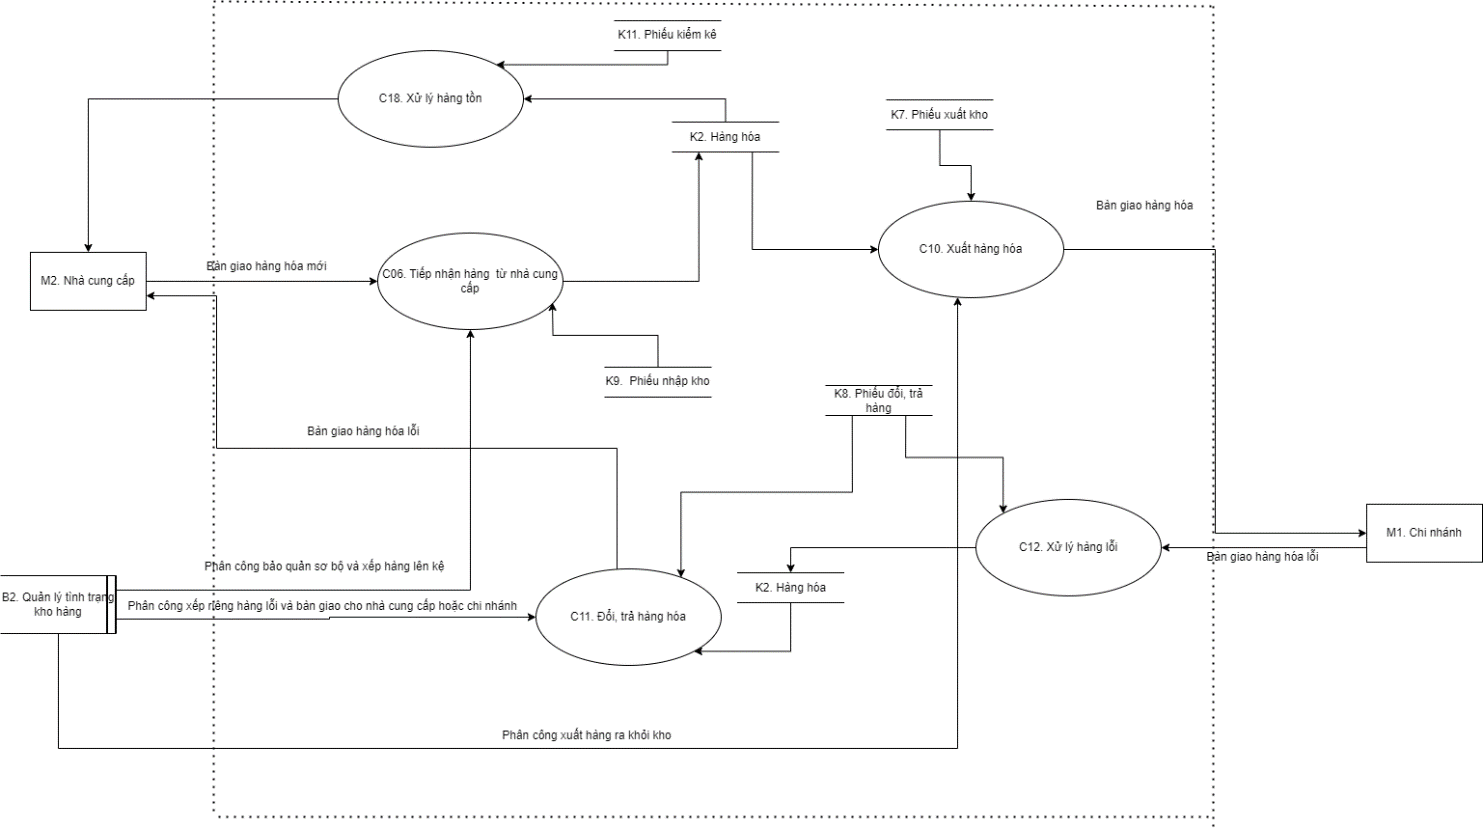 K11. Phiếu kiểm kê
C18. Xử lý hàng tồn
K7. Phiếu xuất kho
K2. Hàng hóa
Bàn giao hàng hóa
C10. Xuất hàng hóa
Bàn giao hàng hóa mới
M2. Nhà cung cấp
C06. Tiếp nhận hàng từ nhà cung
cấp
K9. Phiếu nhập kho
K8. Phiếu đổi, trả
hàng
Bàn giao hàng hóa lỗi
M1. Chi nhánh
C12. Xử lý hàng lỗi
Bàn giao hàng hóa lỗi
Phân công bảo quản sơ bộ và xếp hàng lên kệ
K2. Hàng hóa
B2. Quản lý tình trạng
kho hàng
Phân công xếp riêng hàng lỗi và bàn giao cho nhà cung cấp hoặc chi nhánh
C11. Đổi, trả hàng hóa
Phân công xuất hàng ra khỏi kho